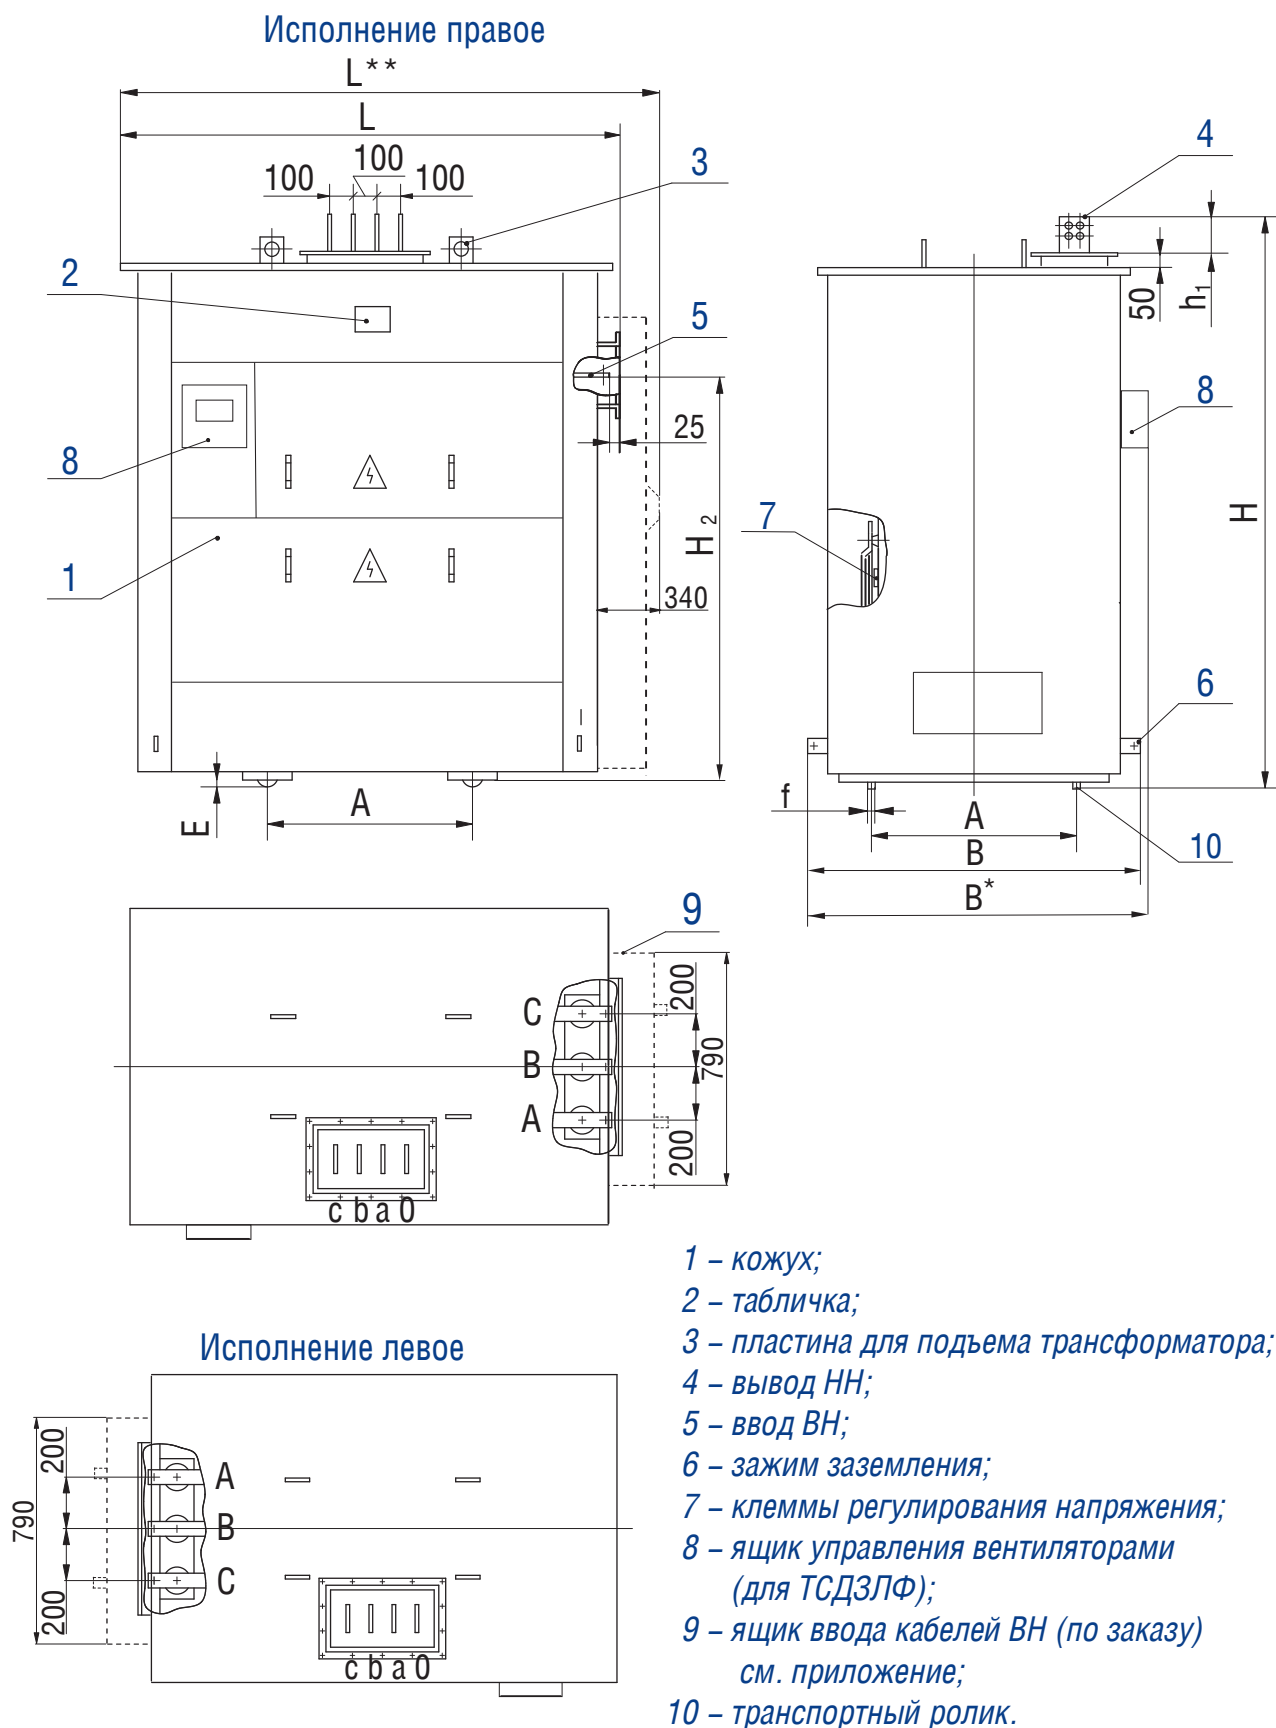 Исполнение правое
L**
L
100
100
100
3
4
2
5
50
h1
8
25
8
H2
H
7
1
340
6
E
A
f
A
10
B
B*
9
C
B
A
200
790
200
c b a 0
1 – кожух;
2 – табличка;
3 – пластина для подъема трансформатора;
4 – вывод НН;
5 – ввод ВН;
6 – зажим заземления;
7 – клеммы регулирования напряжения;
8 – ящик управления вентиляторами
(для ТСДЗЛФ);
9 – ящик ввода кабелей ВН (по заказу)
см. приложение;
10 – транспортный ролик.
Исполнение левое
200
790
200
A
B
C
c b a 0